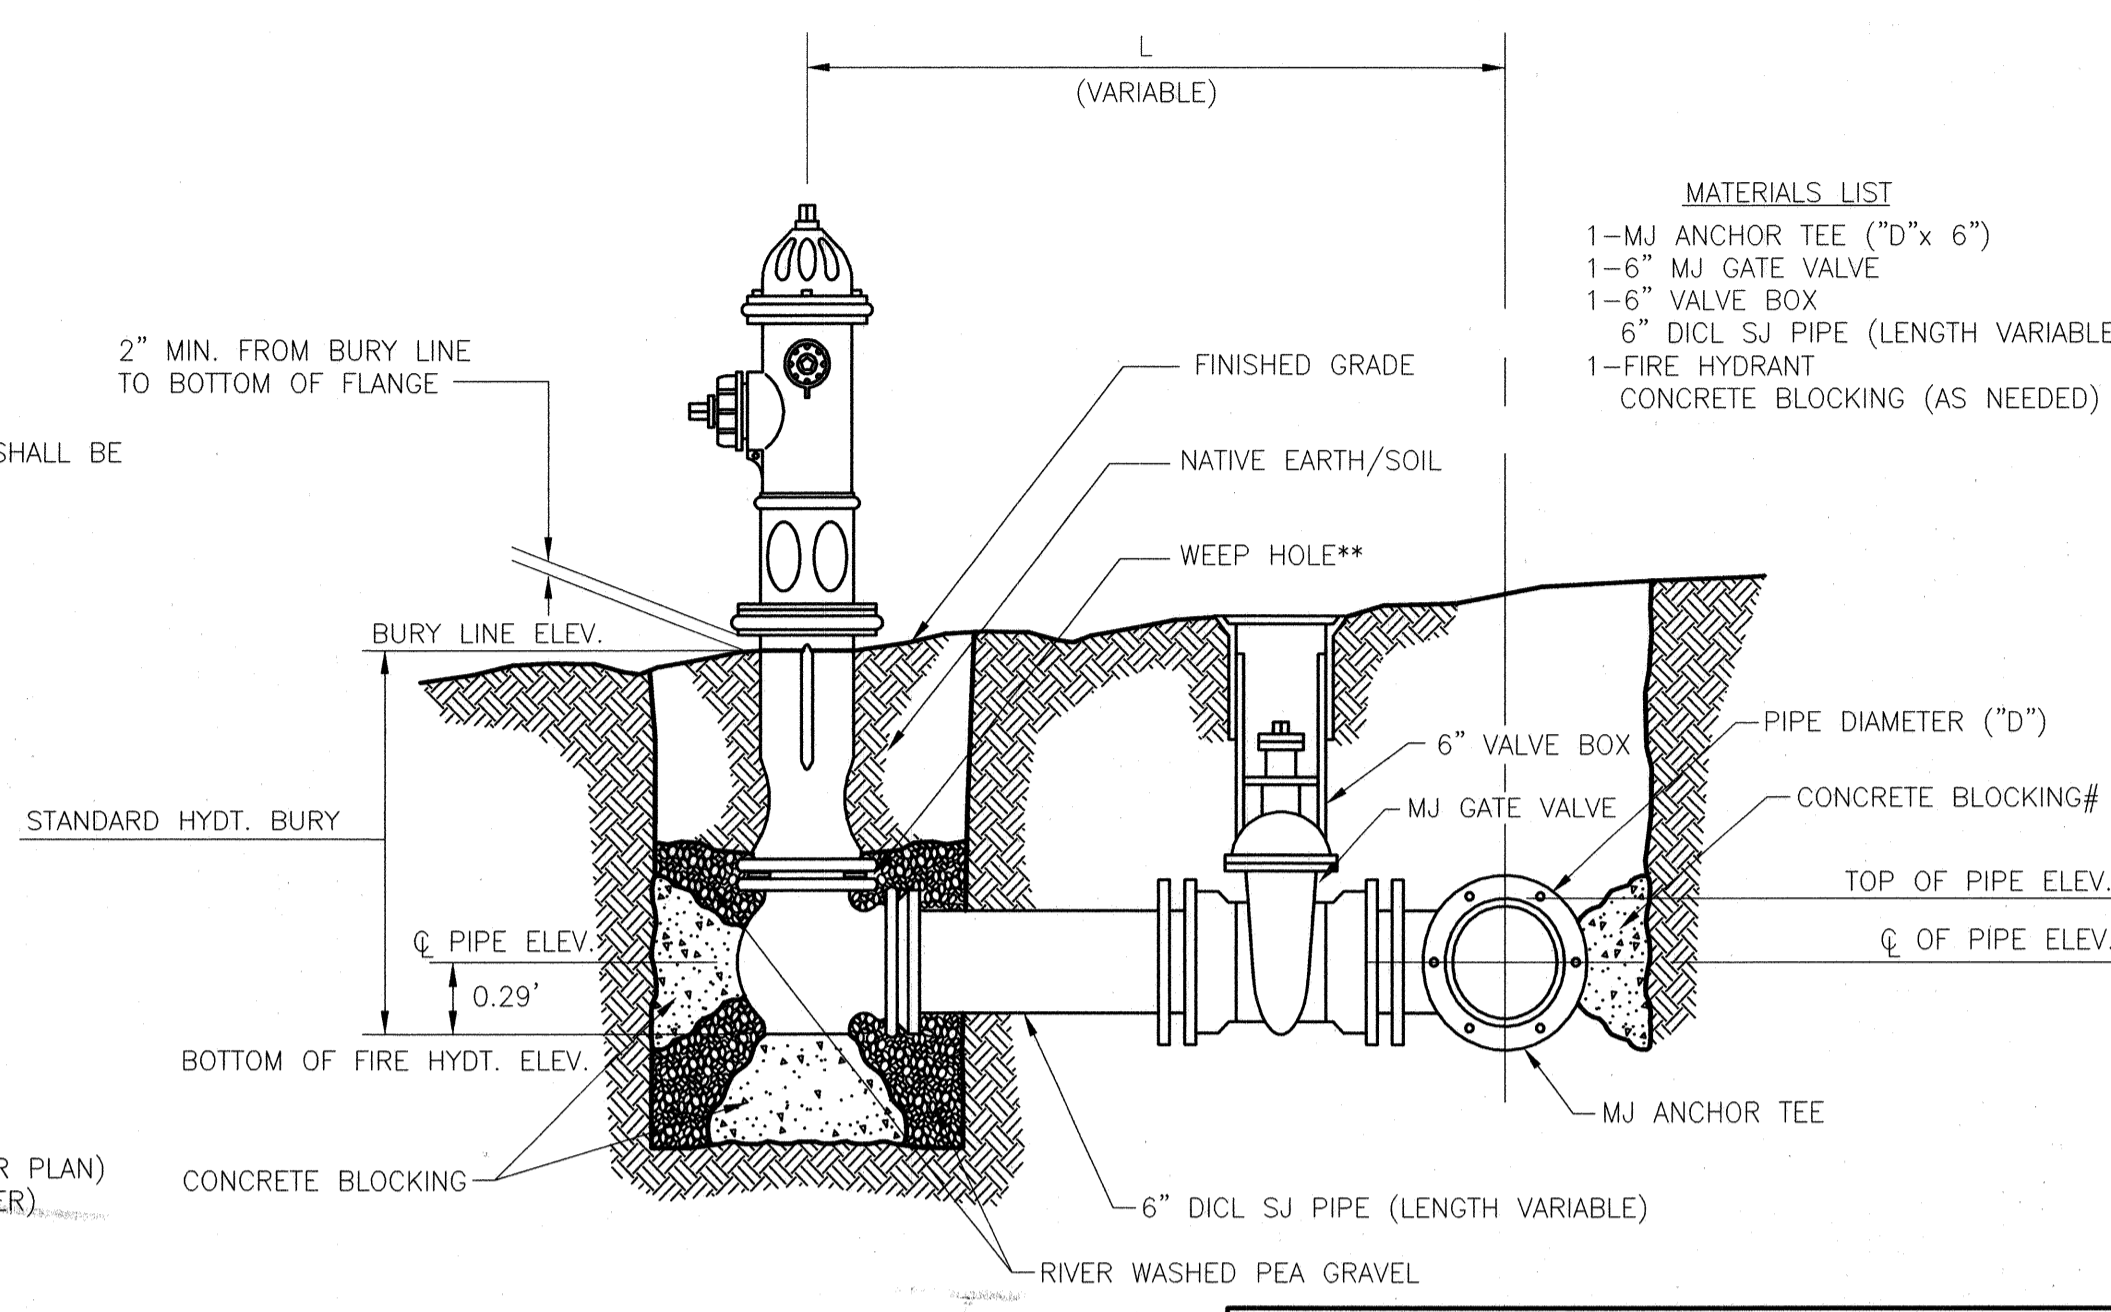 L
(VARIABLE)
MATERIALS LIST
1-MJ ANCHOR TEE ("D"x 6")
1-6" MJ GATE VALVE
1-6" VALVE BOX
6" DICL SJ PIPE (LENGTH VARIABLE
1-FIRE HYDRANT
CONCRETE BLOCKING (AS NEEDED)
2" MIN. FROM BURY LINE
TO BOTTOM OF FLANGE
SHALL BE
FINISHED GRADE
NATIVE EARTH/SOIL
WEEP HOLE**
BURY LINE ELEV.
STANDARD HYDT. BURY
6" VALVE BOX
MJ GATE VALVE
PIPE DIAMETER ("D")
CONCRETE BLOCKING#
TOP OF PIPE ELEV.
℄ OF PIPE ELEV.
℄ PIPE ELEV.
0.29'
BOTTOM OF FIRE HYDT. ELEV.
MJ ANCHOR TEE
PLAN)
CONCRETE BLOCKING
6" DICL SJ PIPE (LENGTH VARIABLE)
RIVER WASHED PEA GRAVEL